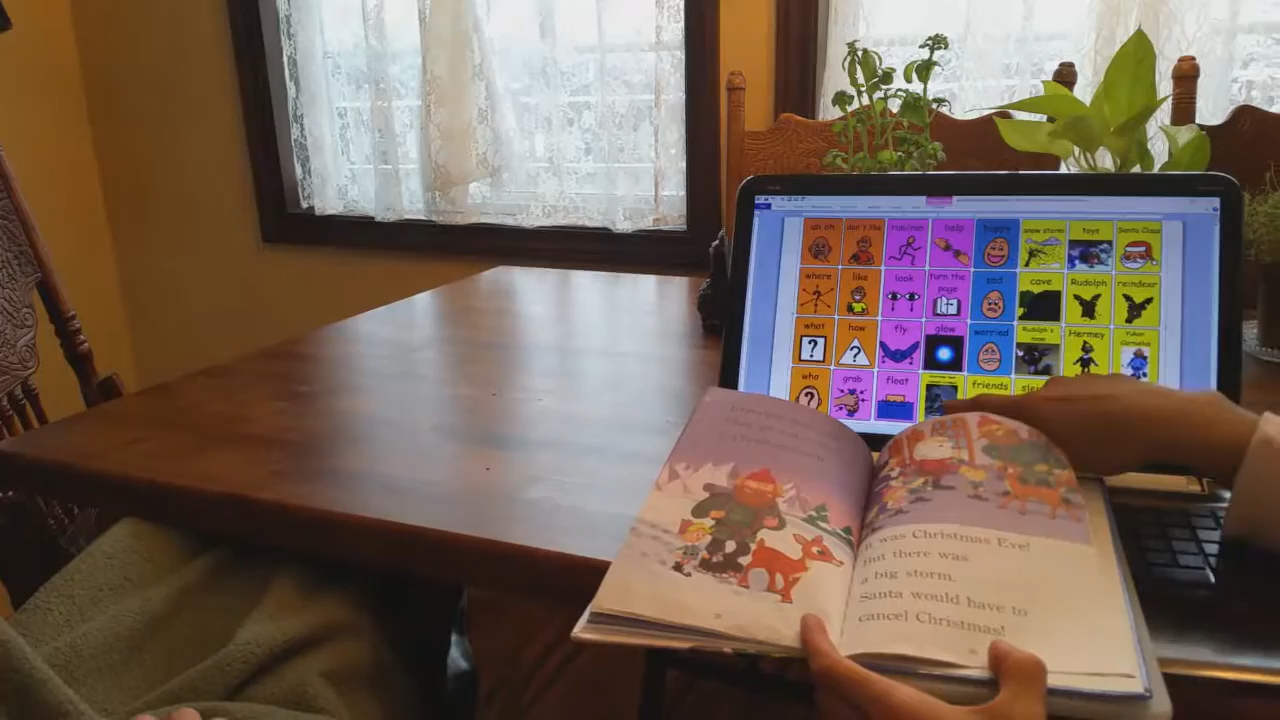 uh oh
don't like
run/ran
help
happy
snow storm
toys
Santa Claus
where
like
look
turn the
page
sad
cave
Rudolph
reindeer
what
?
how
?
fly
glow
worried
Rudolph's
nose
Hermey
Yukon
Cornelius
who
?
grab
float
friends
It was Christmas Eve!
But there was
a big storm.
Santa would have to
cancel Christmas!